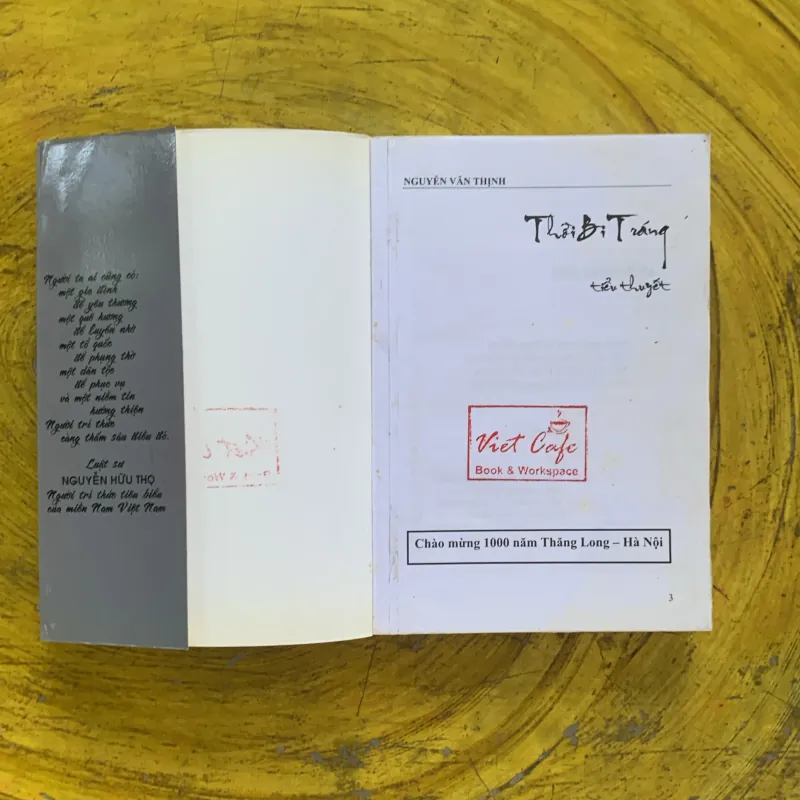 Người ta ai cũng có:
một gia đình
để yêu thương
một quê hương
để luyến nhớ
một tổ quốc
để phụng thờ
một dân tộc
để phục vụ
và một niềm tin
hướng thiện
Người trí thức
càng thấm sâu điều đó.
Luật sư
NGUYỄN HỮU THỌ
Người trí thức tiêu biểu
của miền Nam Việt Nam
NGUYỄN VĂN THỊNH
Thời Bi Tráng
tiểu thuyết
Viet Cafe
Book & Workspace
Chào mừng 1000 năm Thăng Long – Hà Nội
3